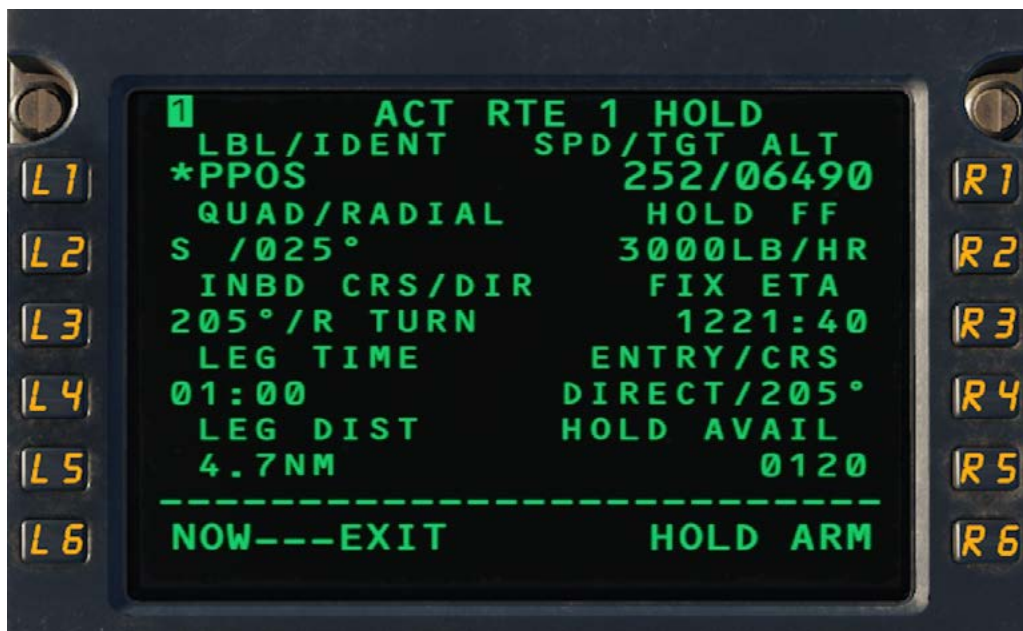 1 ACT RTE 1 HOLD
LBL/IDENT SPD/TGT ALT
L1 *PPOS 252/06490 R1
QUAD/RADIAL HOLD FF
L2 S /025° 3000LB/HR R2
INBD CRS/DIR FIX ETA
L3 205°/R TURN 1221:40 R3
LEG TIME ENTRY/CRS
L4 01:00 DIRECT/205° R4
LEG DIST HOLD AVAIL
L5 4.7NM 0120 R5
------------------------------
L6 NOW---EXIT HOLD ARM R6